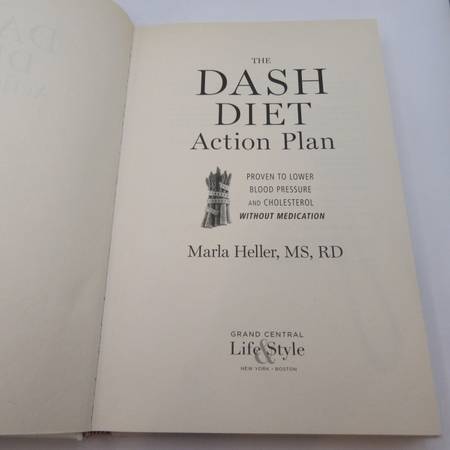 THE
DASH
DIET
Action Plan
PROVEN TO LOWER
BLOOD PRESSURE
AND CHOLESTEROL
WITHOUT MEDICATION
Marla Heller, MS, RD
GRAND CENTRAL
Life & Style
NEW YORK • BOSTON